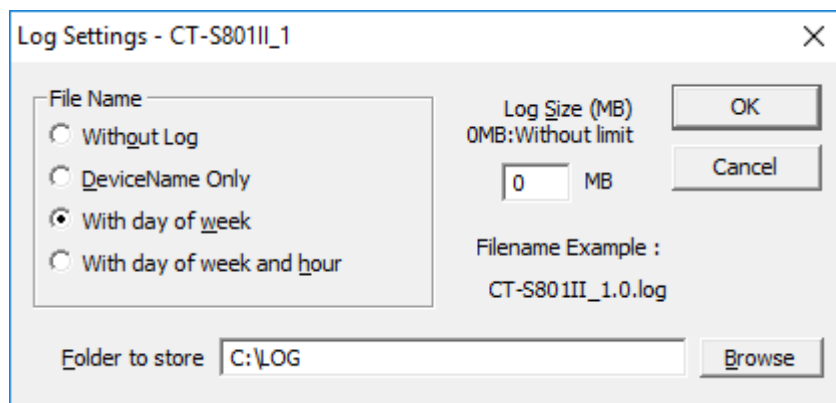 Log Settings - CT-S801II_1
File Name
Without Log
DeviceName Only
With day of week
With day of week and hour
Log Size (MB)
0MB:Without limit
0 MB
OK
Cancel
Filename Example :
CT-S801II_1.0.log
Folder to store C:\LOG Browse